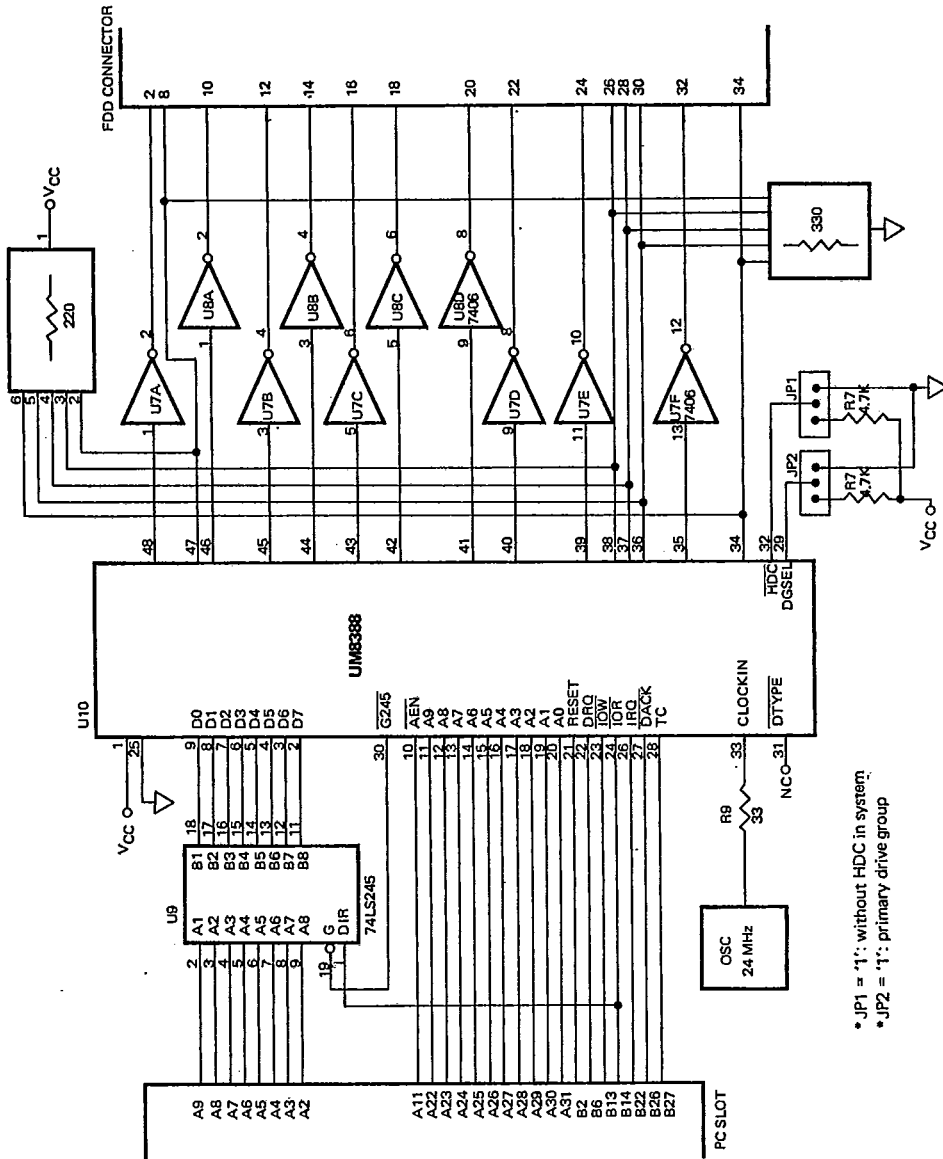 FDD CONNECTOR
2
8
10
12
14
16
18
20
22
24
26
28
30
32
34
VCC
1
220
6
5
4
3
2
330
1
U7A
2
1
U8A
2
3
U7B
4
3
U8B
4
5
U7C
6
5
U8C
6
9
U8D
7406
8
9
U7D
8
11
U7E
10
13
U7F
7406
12
JP1
R7
4.7K
JP2
R7
4.7K
VCC
48
47
46
45
44
43
42
41
40
39
38
37
36
35
34
32
29
HDC
DGSEL
UM8388
U10
VCC
1
25
9 D0
8 D1
7 D2
6 D3
5 D4
4 D5
3 D6
2 D7
30 G245
10 AEN
11 A9
12 A8
13 A7
14 A6
15 A5
16 A4
17 A3
18 A2
19 A1
20 A0
21 RESET
22 DRQ
23 IOW
24 IOR
26 IRQ
27 DACK
28 TC
33 CLOCKIN
31 DTYPE
NC
R9
33
OSC
24 MHz
U9
74LS245
2 A1
3 A2
4 A3
5 A4
6 A5
7 A6
8 A7
9 A8
B1 18
B2 17
B3 16
B4 15
B5 14
B6 13
B7 12
B8 11
19 G
1 DIR
A9
A8
A7
A6
A5
A4
A3
A2
A11
A22
A23
A24
A25
A26
A27
A28
A29
A30
A31
B2
B6
B13
B14
B22
B26
B27
PC SLOT
* JP1 = "1": without HDC in system
* JP2 = "1": primary drive group